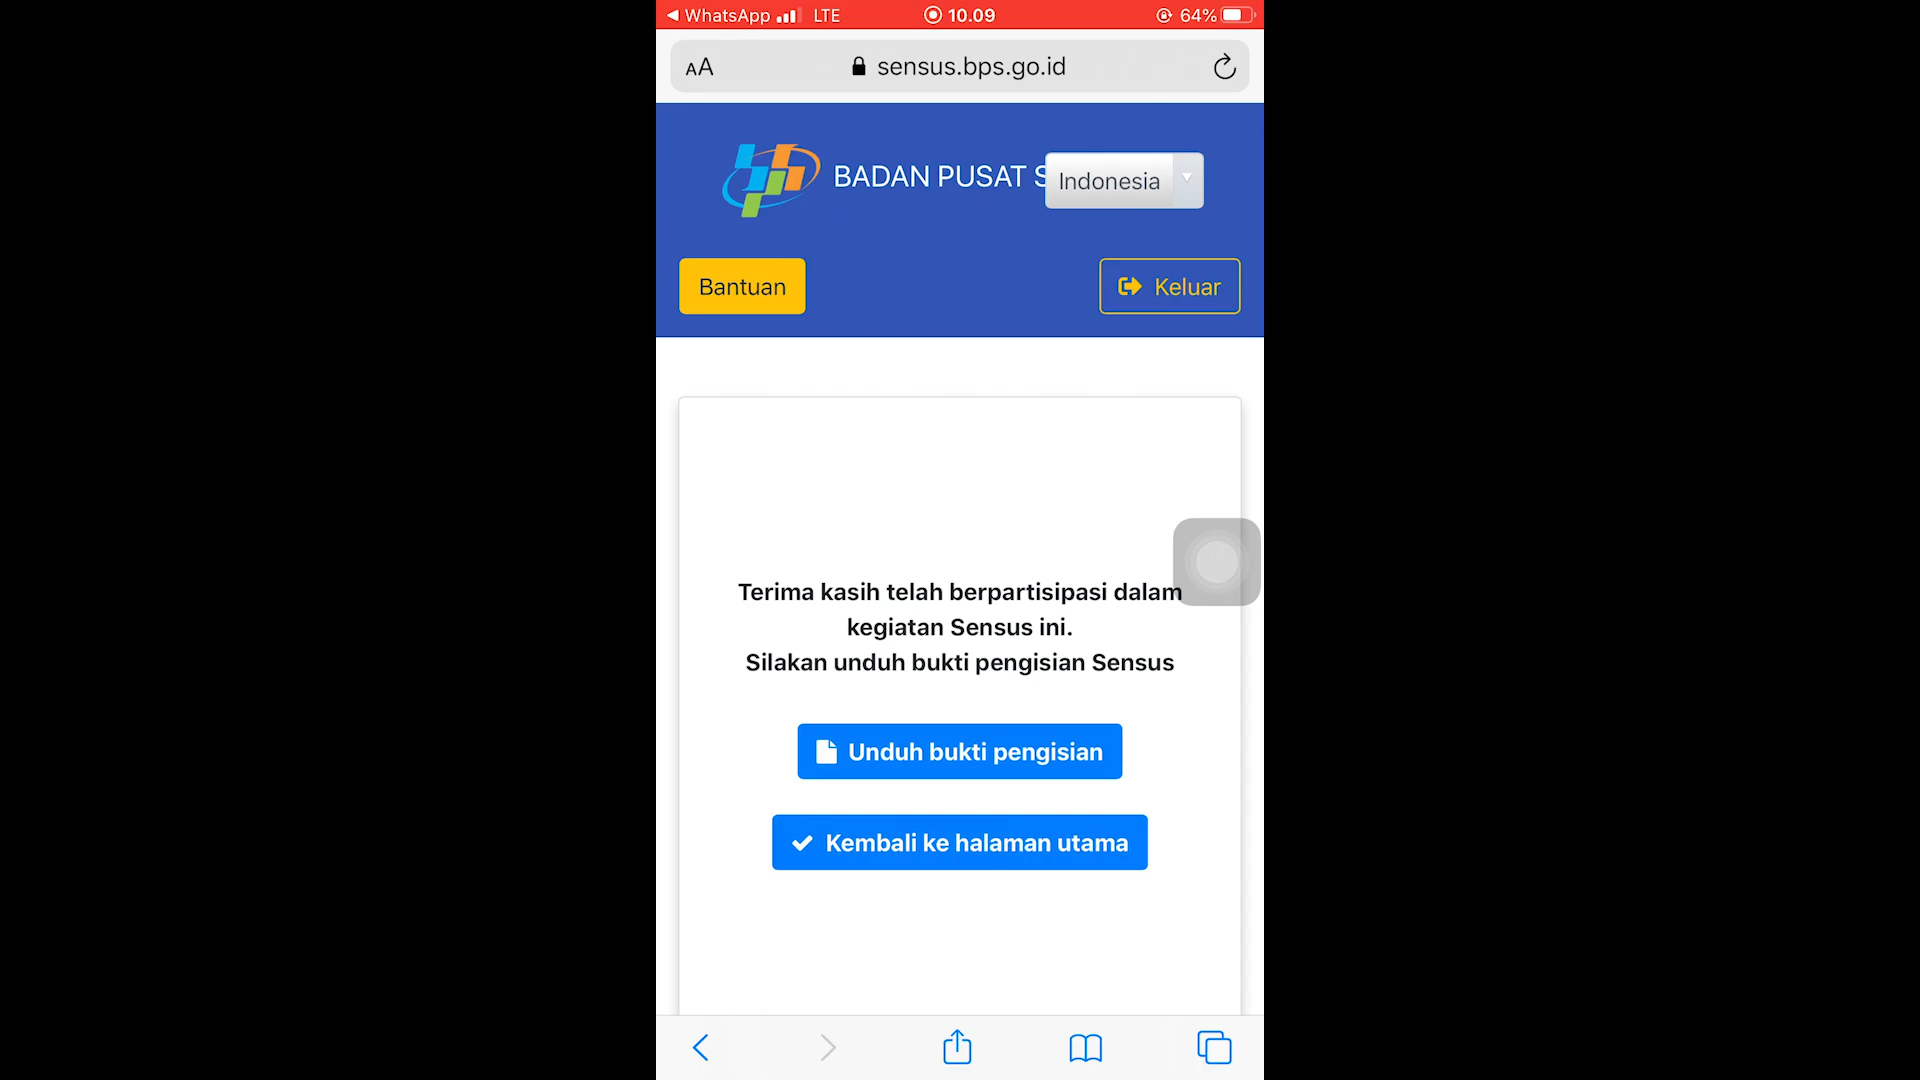 WhatsApp LTE 10.09 64%
AA sensus.bps.go.id
BADAN PUSAT S
Indonesia
Bantuan
Keluar
Terima kasih telah berpartisipasi dalam
kegiatan Sensus ini.
Silakan unduh bukti pengisian Sensus
Unduh bukti pengisian
Kembali ke halaman utama